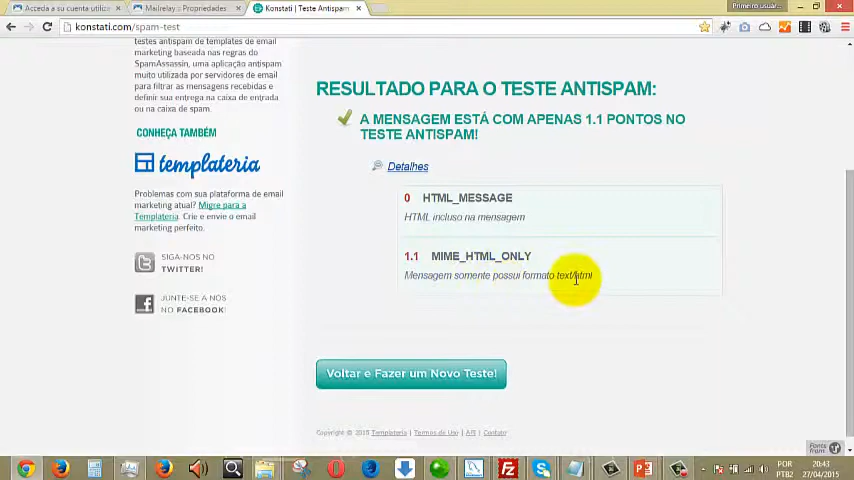 Acceda a su cuenta utiliz
Mailrelay :: Propriedades
Konstati | Teste Antispam
Primeiro usuár...
konstati.com/spam-test
testes antispam de templates de email
marketing baseada nas regras do
SpamAssassin, uma aplicação antispam
muito utilizada por servidores de email
para filtrar as mensagens recebidas e
definir sua entrega na caixa de entrada
ou na caixa de spam.
CONHEÇA TAMBÉM
templateria
Problemas com sua plataforma de email
marketing atual? Migre para a
Templateria. Crie e envie o email
marketing perfeito.
SIGA-NOS NO
TWITTER!
JUNTE-SE A NÓS
NO FACEBOOK!
RESULTADO PARA O TESTE ANTISPAM:
A MENSAGEM ESTÁ COM APENAS 1.1 PONTOS NO
TESTE ANTISPAM!
Detalhes
0 HTML_MESSAGE
HTML incluso na mensagem
1.1 MIME_HTML_ONLY
Mensagem somente possui formato text/html
Voltar e Fazer um Novo Teste!
Copyright © 2015 Templateria | Termos de Uso | API | Contato
Fonts
from
POR
PTB2
20:43
27/04/2015